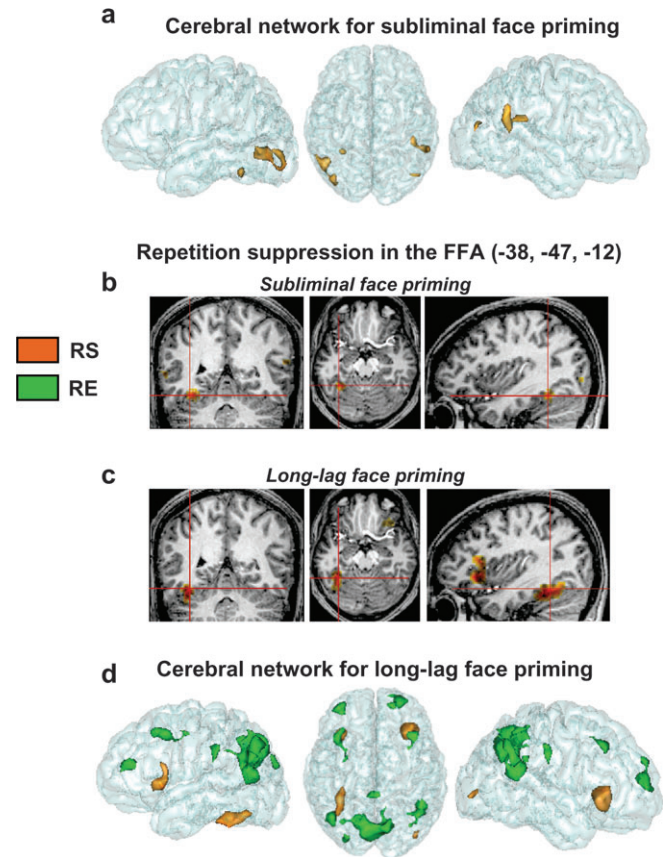 a
Cerebral network for subliminal face priming
Repetition suppression in the FFA (-38, -47, -12)
b
Subliminal face priming
RS
RE
c
Long-lag face priming
d
Cerebral network for long-lag face priming